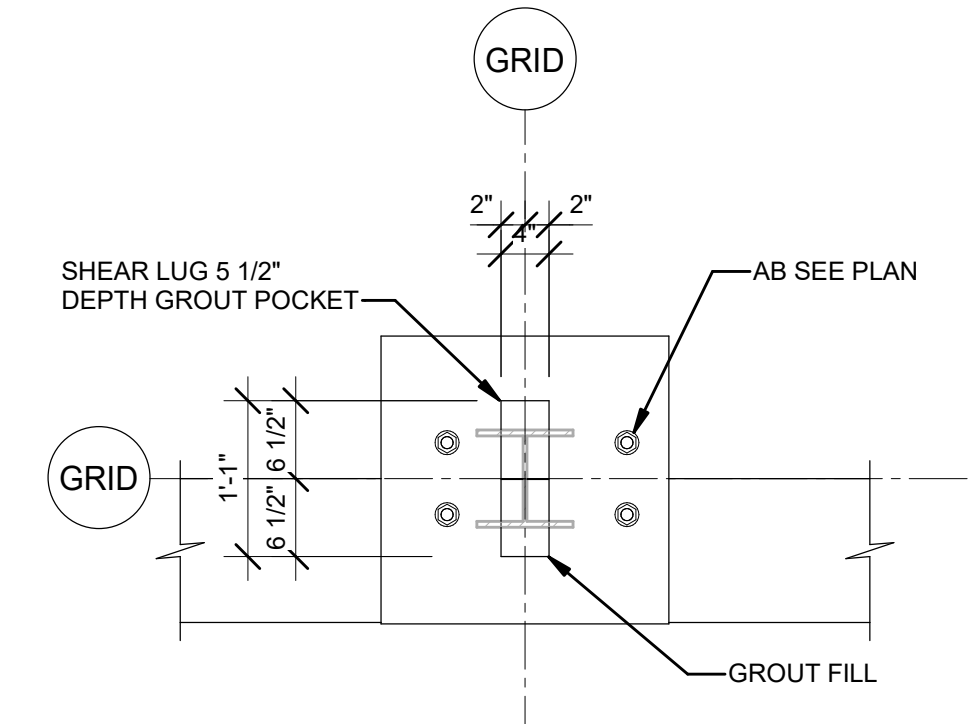 GRID
2"
2"
4"
SHEAR LUG 5 1/2"
DEPTH GROUT POCKET
AB SEE PLAN
6 1/2"
1'-1"
GRID
6 1/2"
GROUT FILL